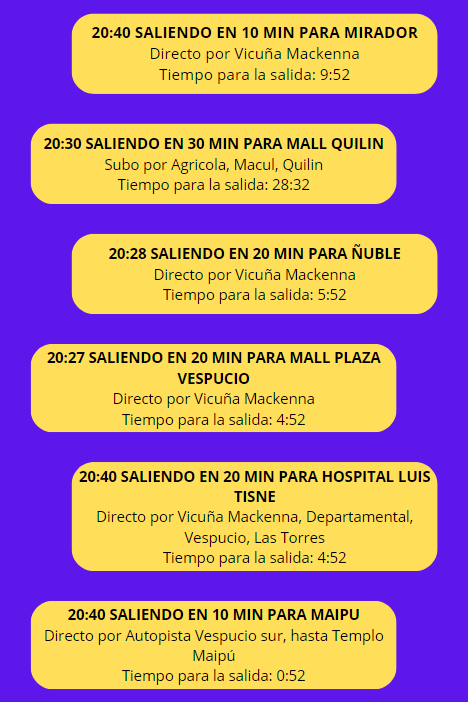 20:40 SALIENDO EN 10 MIN PARA MIRADOR
Directo por Vicuña Mackenna
Tiempo para la salida: 9:52
20:30 SALIENDO EN 30 MIN PARA MALL QUILIN
Subo por Agricola, Macul, Quilin
Tiempo para la salida: 28:32
20:28 SALIENDO EN 20 MIN PARA ÑUBLE
Directo por Vicuña Mackenna
Tiempo para la salida: 5:52
20:27 SALIENDO EN 20 MIN PARA MALL PLAZA
VESPUCIO
Directo por Vicuña Mackenna
Tiempo para la salida: 4:52
20:40 SALIENDO EN 20 MIN PARA HOSPITAL LUIS
TISNE
Directo por Vicuña Mackenna, Departamental,
Vespucio, Las Torres
Tiempo para la salida: 4:52
20:40 SALIENDO EN 10 MIN PARA MAIPU
Directo por Autopista Vespucio sur, hasta Templo
Maipú
Tiempo para la salida: 0:52